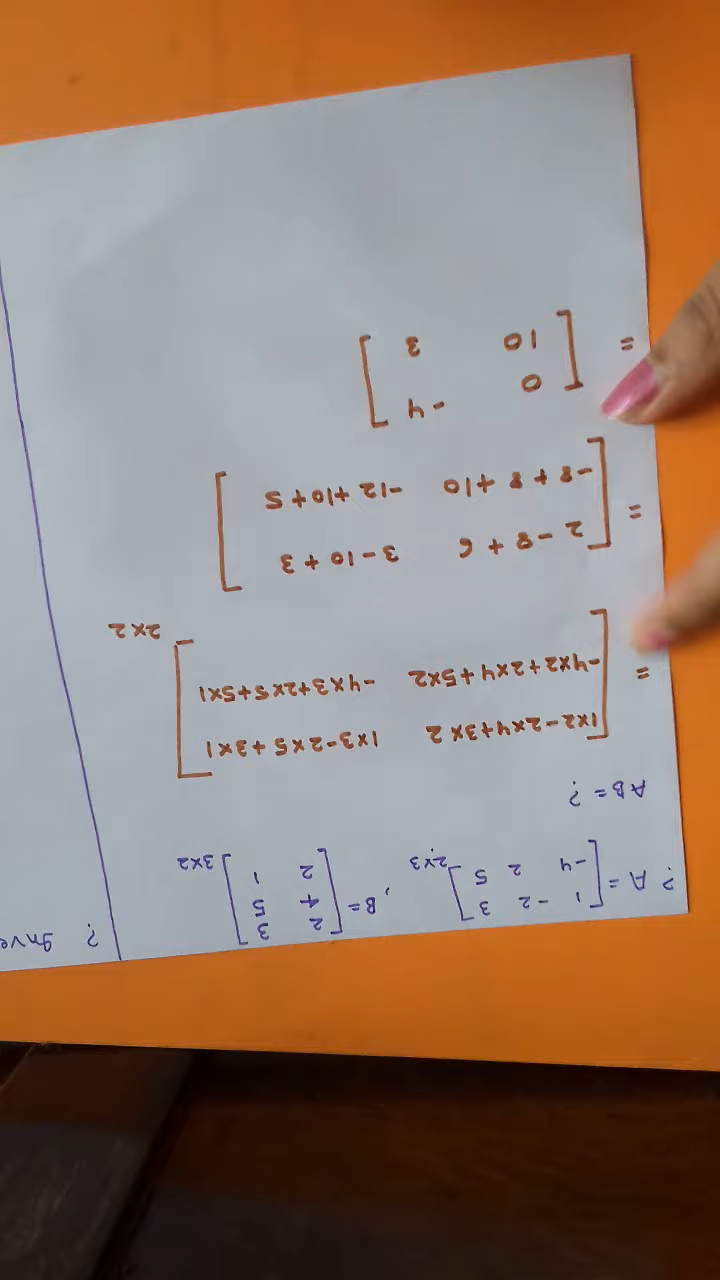 ? A = [ 1 -2 3
-4 2 5 ] 2x3 , B = [ 2 3
4 5
2 1 ] 3x2
AB = ?
= [ 1x2-2x4+3x2 1x3-2x5+3x1
-4x2+2x4+5x2 -4x3+2x5+5x1 ] 2x2
= [ 2-8+6 3-10+3
-8+8+10 -12+10+5 ]
= [ 0 -4
10 3 ]
? Inve